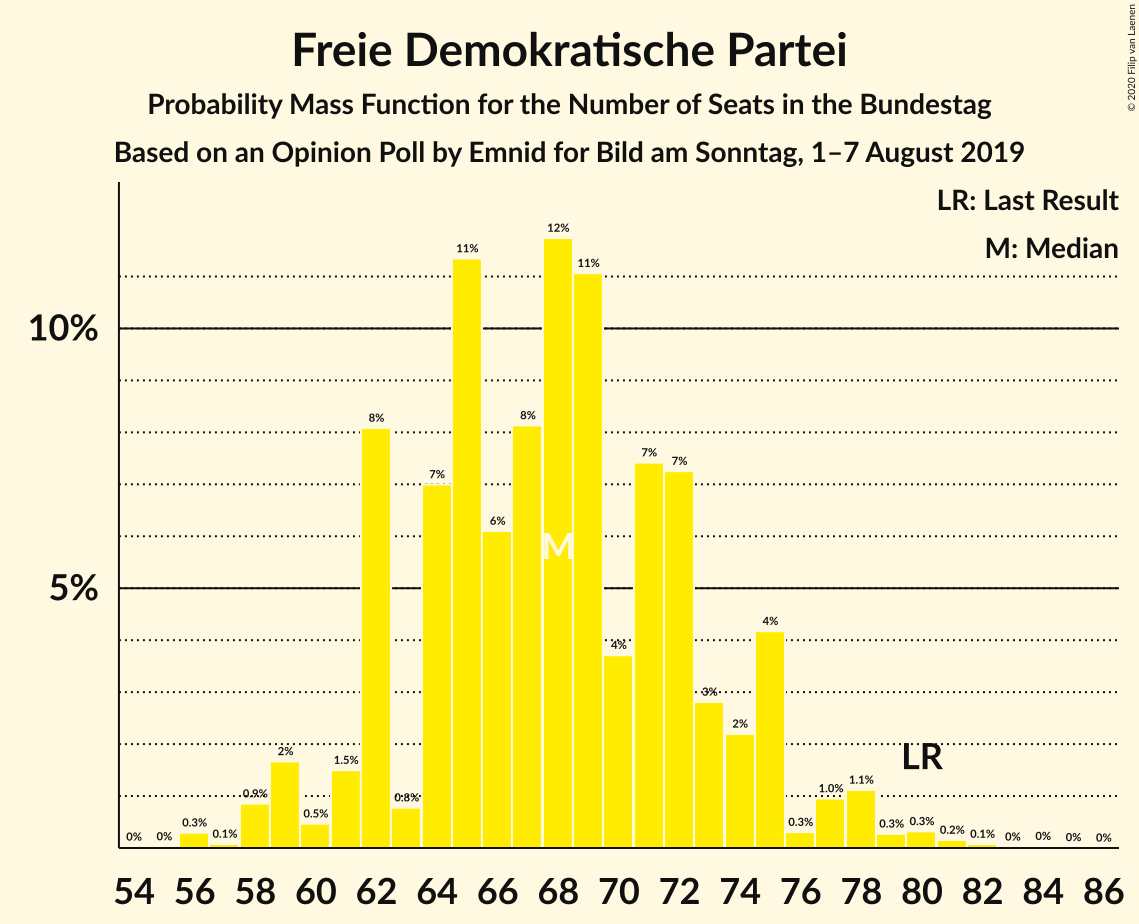 © 2020 Filip van Laenen
Freie Demokratische Partei
Probability Mass Function for the Number of Seats in the Bundestag
Based on an Opinion Poll by Emnid for Bild am Sonntag, 1–7 August 2019
LR: Last Result
M: Median
10%
5%
0% 0% 0.3% 0.1% 0.9% 2% 0.5% 1.5% 8% 0.8% 7% 11% 6% 8% 12% 11% 4% 7% 7% 3% 2% 4% 0.3% 1.0% 1.1% 0.3% 0.3% 0.2% 0.1% 0% 0% 0% 0%
M
LR
54 56 58 60 62 64 66 68 70 72 74 76 78 80 82 84 86